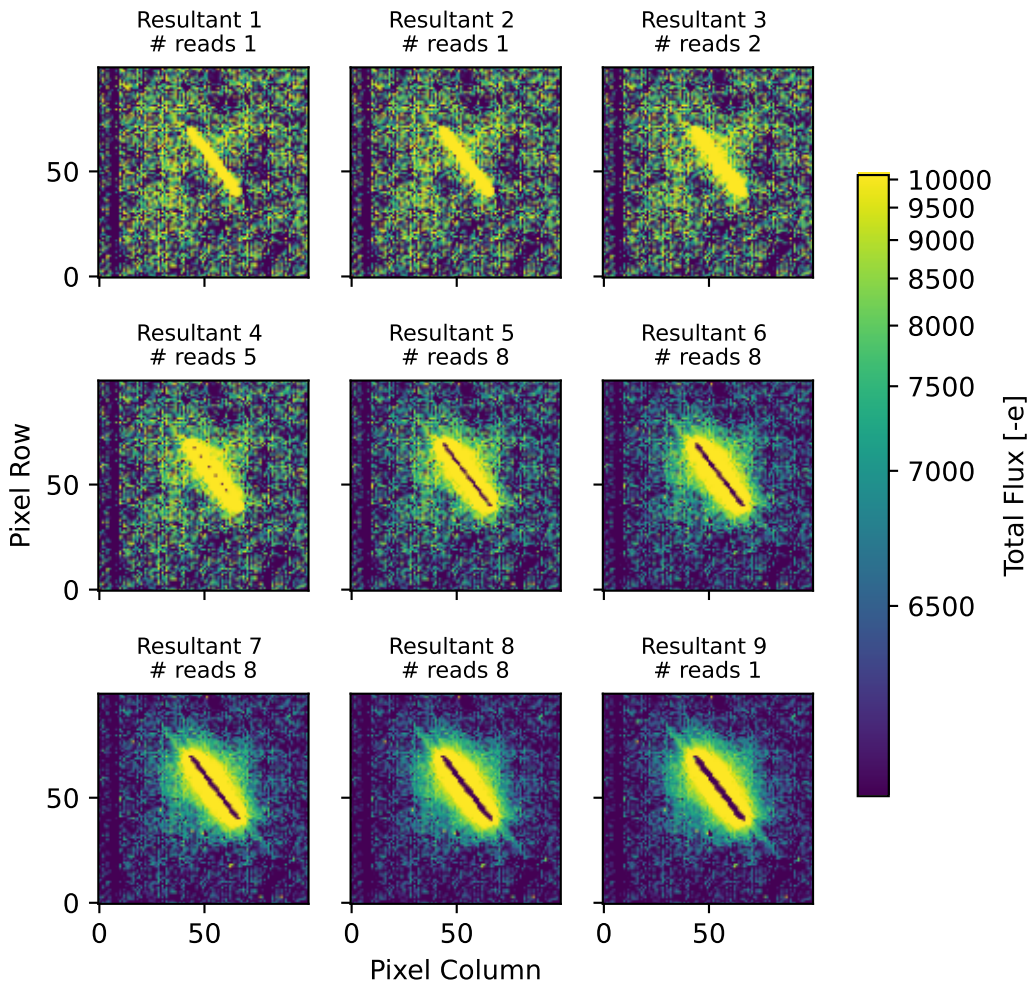 Resultant 1
# reads 1
Resultant 2
# reads 1
Resultant 3
# reads 2
50
0
Resultant 4
# reads 5
Resultant 5
# reads 8
Resultant 6
# reads 8
50
0
Resultant 7
# reads 8
Resultant 8
# reads 8
Resultant 9
# reads 1
50
0
0 50
0 50
0 50
Pixel Row
Pixel Column
10000
9500
9000
8500
8000
7500
7000
6500
Total Flux [-e]